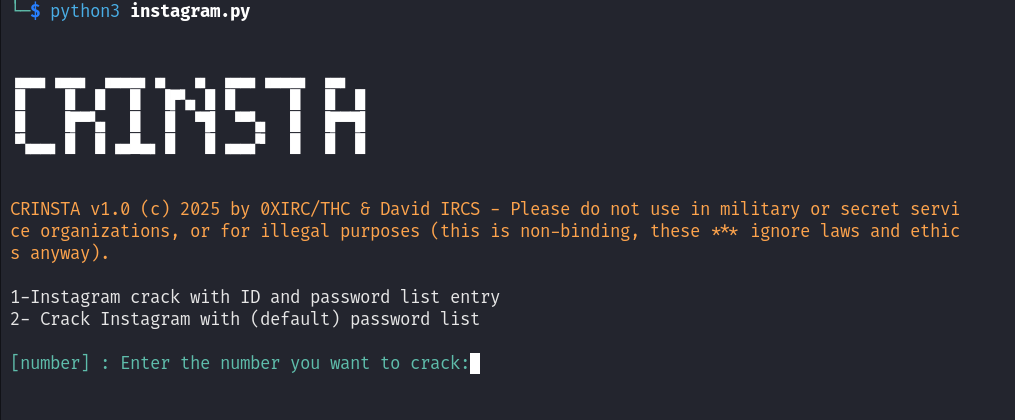 └─$ python3 instagram.py
CRINSTA
CRINSTA v1.0 (c) 2025 by 0XIRC/THC & David IRCS - Please do not use in military or secret servi
ce organizations, or for illegal purposes (this is non-binding, these *** ignore laws and ethic
s anyway).
1-Instagram crack with ID and password list entry
2- Crack Instagram with (default) password list
[number] : Enter the number you want to crack: